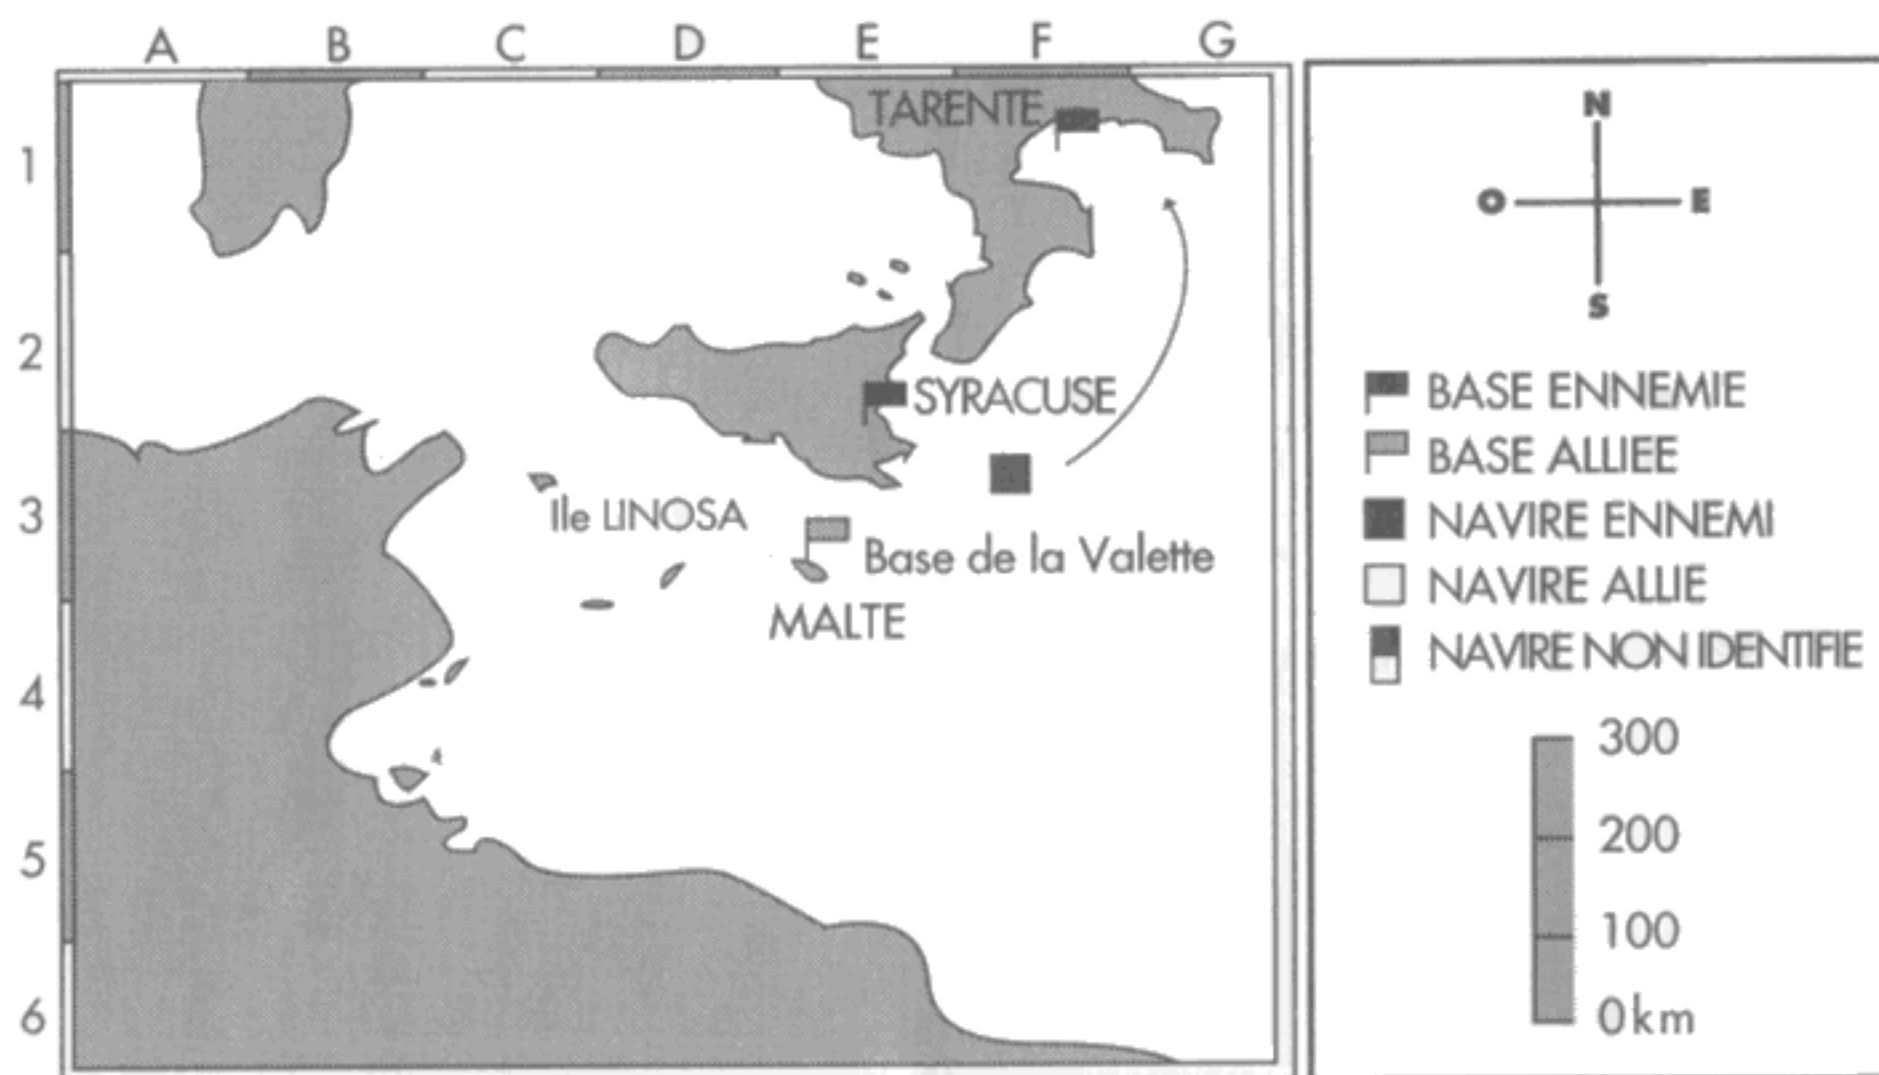 A B C D E F G
1
2
3
4
5
6
TARENTE
SYRACUSE
Ile LINOSA
Base de la Valette
MALTE
N
O E
S
BASE ENNEMIE
BASE ALLIEE
NAVIRE ENNEMI
NAVIRE ALLIE
NAVIRE NON IDENTIFIE
300
200
100
0km